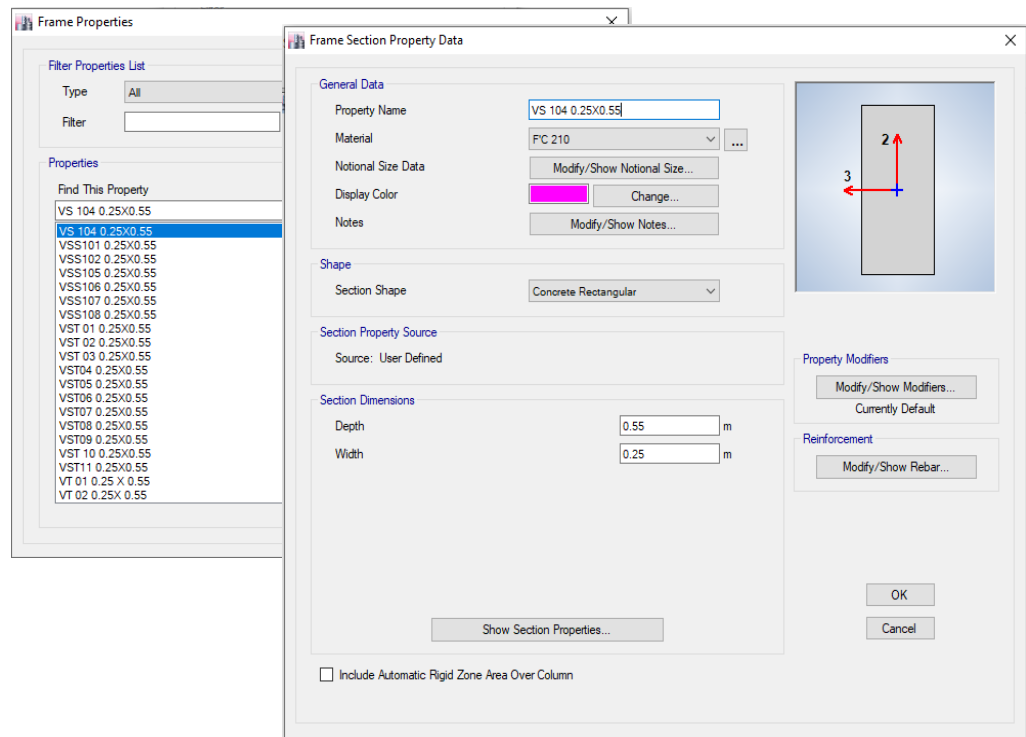 Frame Properties
Filter Properties List
Type
All
Filter
Properties
Find This Property
VS 104 0.25X0.55
VS 104 0.25X0.55
VSS101 0.25X0.55
VSS102 0.25X0.55
VSS105 0.25X0.55
VSS106 0.25X0.55
VSS107 0.25X0.55
VSS108 0.25X0.55
VST 01 0.25X0.55
VST 02 0.25X0.55
VST 03 0.25X0.55
VST04 0.25X0.55
VST05 0.25X0.55
VST06 0.25X0.55
VST07 0.25X0.55
VST08 0.25X0.55
VST09 0.25X0.55
VST 10 0.25X0.55
VST11 0.25X0.55
VT 01 0.25 X 0.55
VT 02 0.25X 0.55
Frame Section Property Data
General Data
Property Name
VS 104 0.25X0.55
Material
F'C 210
...
Notional Size Data
Modify/Show Notional Size...
Display Color
Change...
Notes
Modify/Show Notes...
2
3
Shape
Section Shape
Concrete Rectangular
Section Property Source
Source: User Defined
Property Modifiers
Modify/Show Modifiers...
Currently Default
Section Dimensions
Depth
0.55
m
Width
0.25
m
Reinforcement
Modify/Show Rebar...
OK
Cancel
Show Section Properties...
Include Automatic Rigid Zone Area Over Column